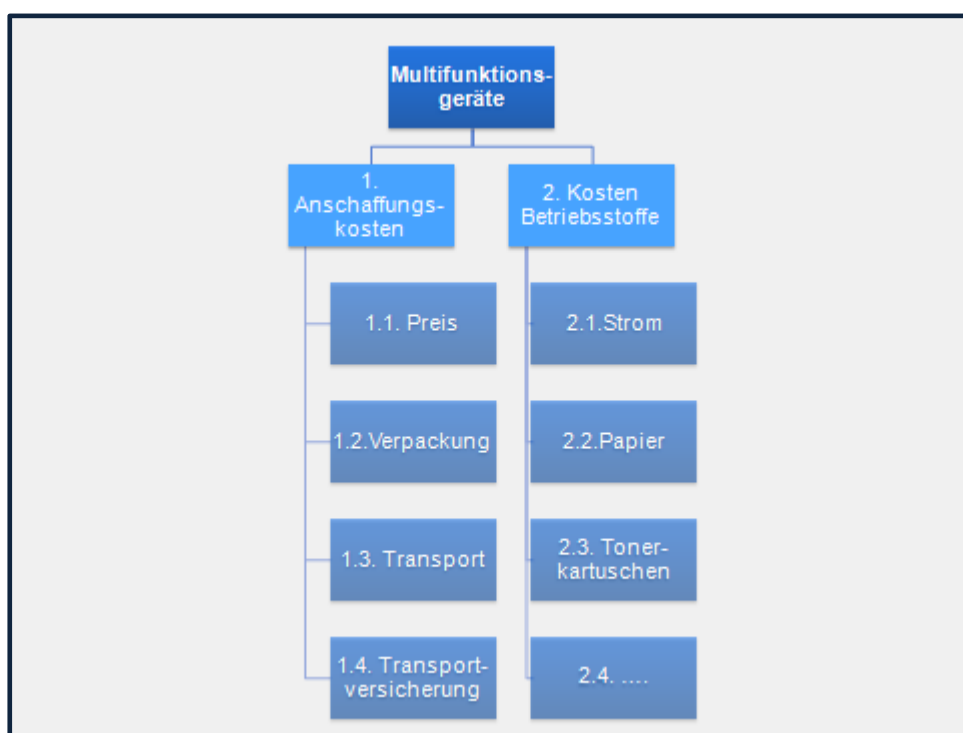 Multifunktions-
geräte
1.
Anschaffungs-
kosten
2. Kosten
Betriebsstoffe
1.1. Preis
2.1.Strom
1.2.Verpackung
2.2.Papier
1.3. Transport
2.3. Toner-
kartuschen
1.4. Transport-
versicherung
2.4. ....